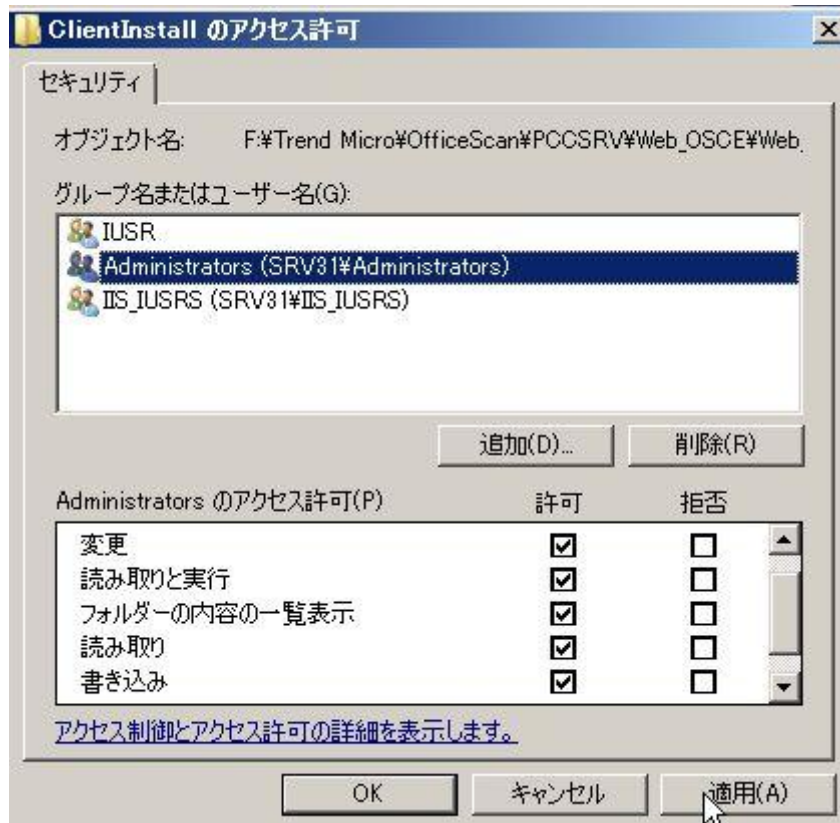 ClientInstall のアクセス許可
セキュリティ
オブジェクト名: F:¥Trend Micro¥OfficeScan¥PCCSRV¥Web_OSCE¥Web_
グループ名またはユーザー名(G):
IUSR
Administrators (SRV31¥Administrators)
IIS_IUSRS (SRV31¥IIS_IUSRS)
追加(D)... 削除(R)
Administrators のアクセス許可(P) 許可 拒否
変更
読み取りと実行
フォルダーの内容の一覧表示
読み取り
書き込み
アクセス制御とアクセス許可の詳細を表示します。
OK キャンセル 適用(A)